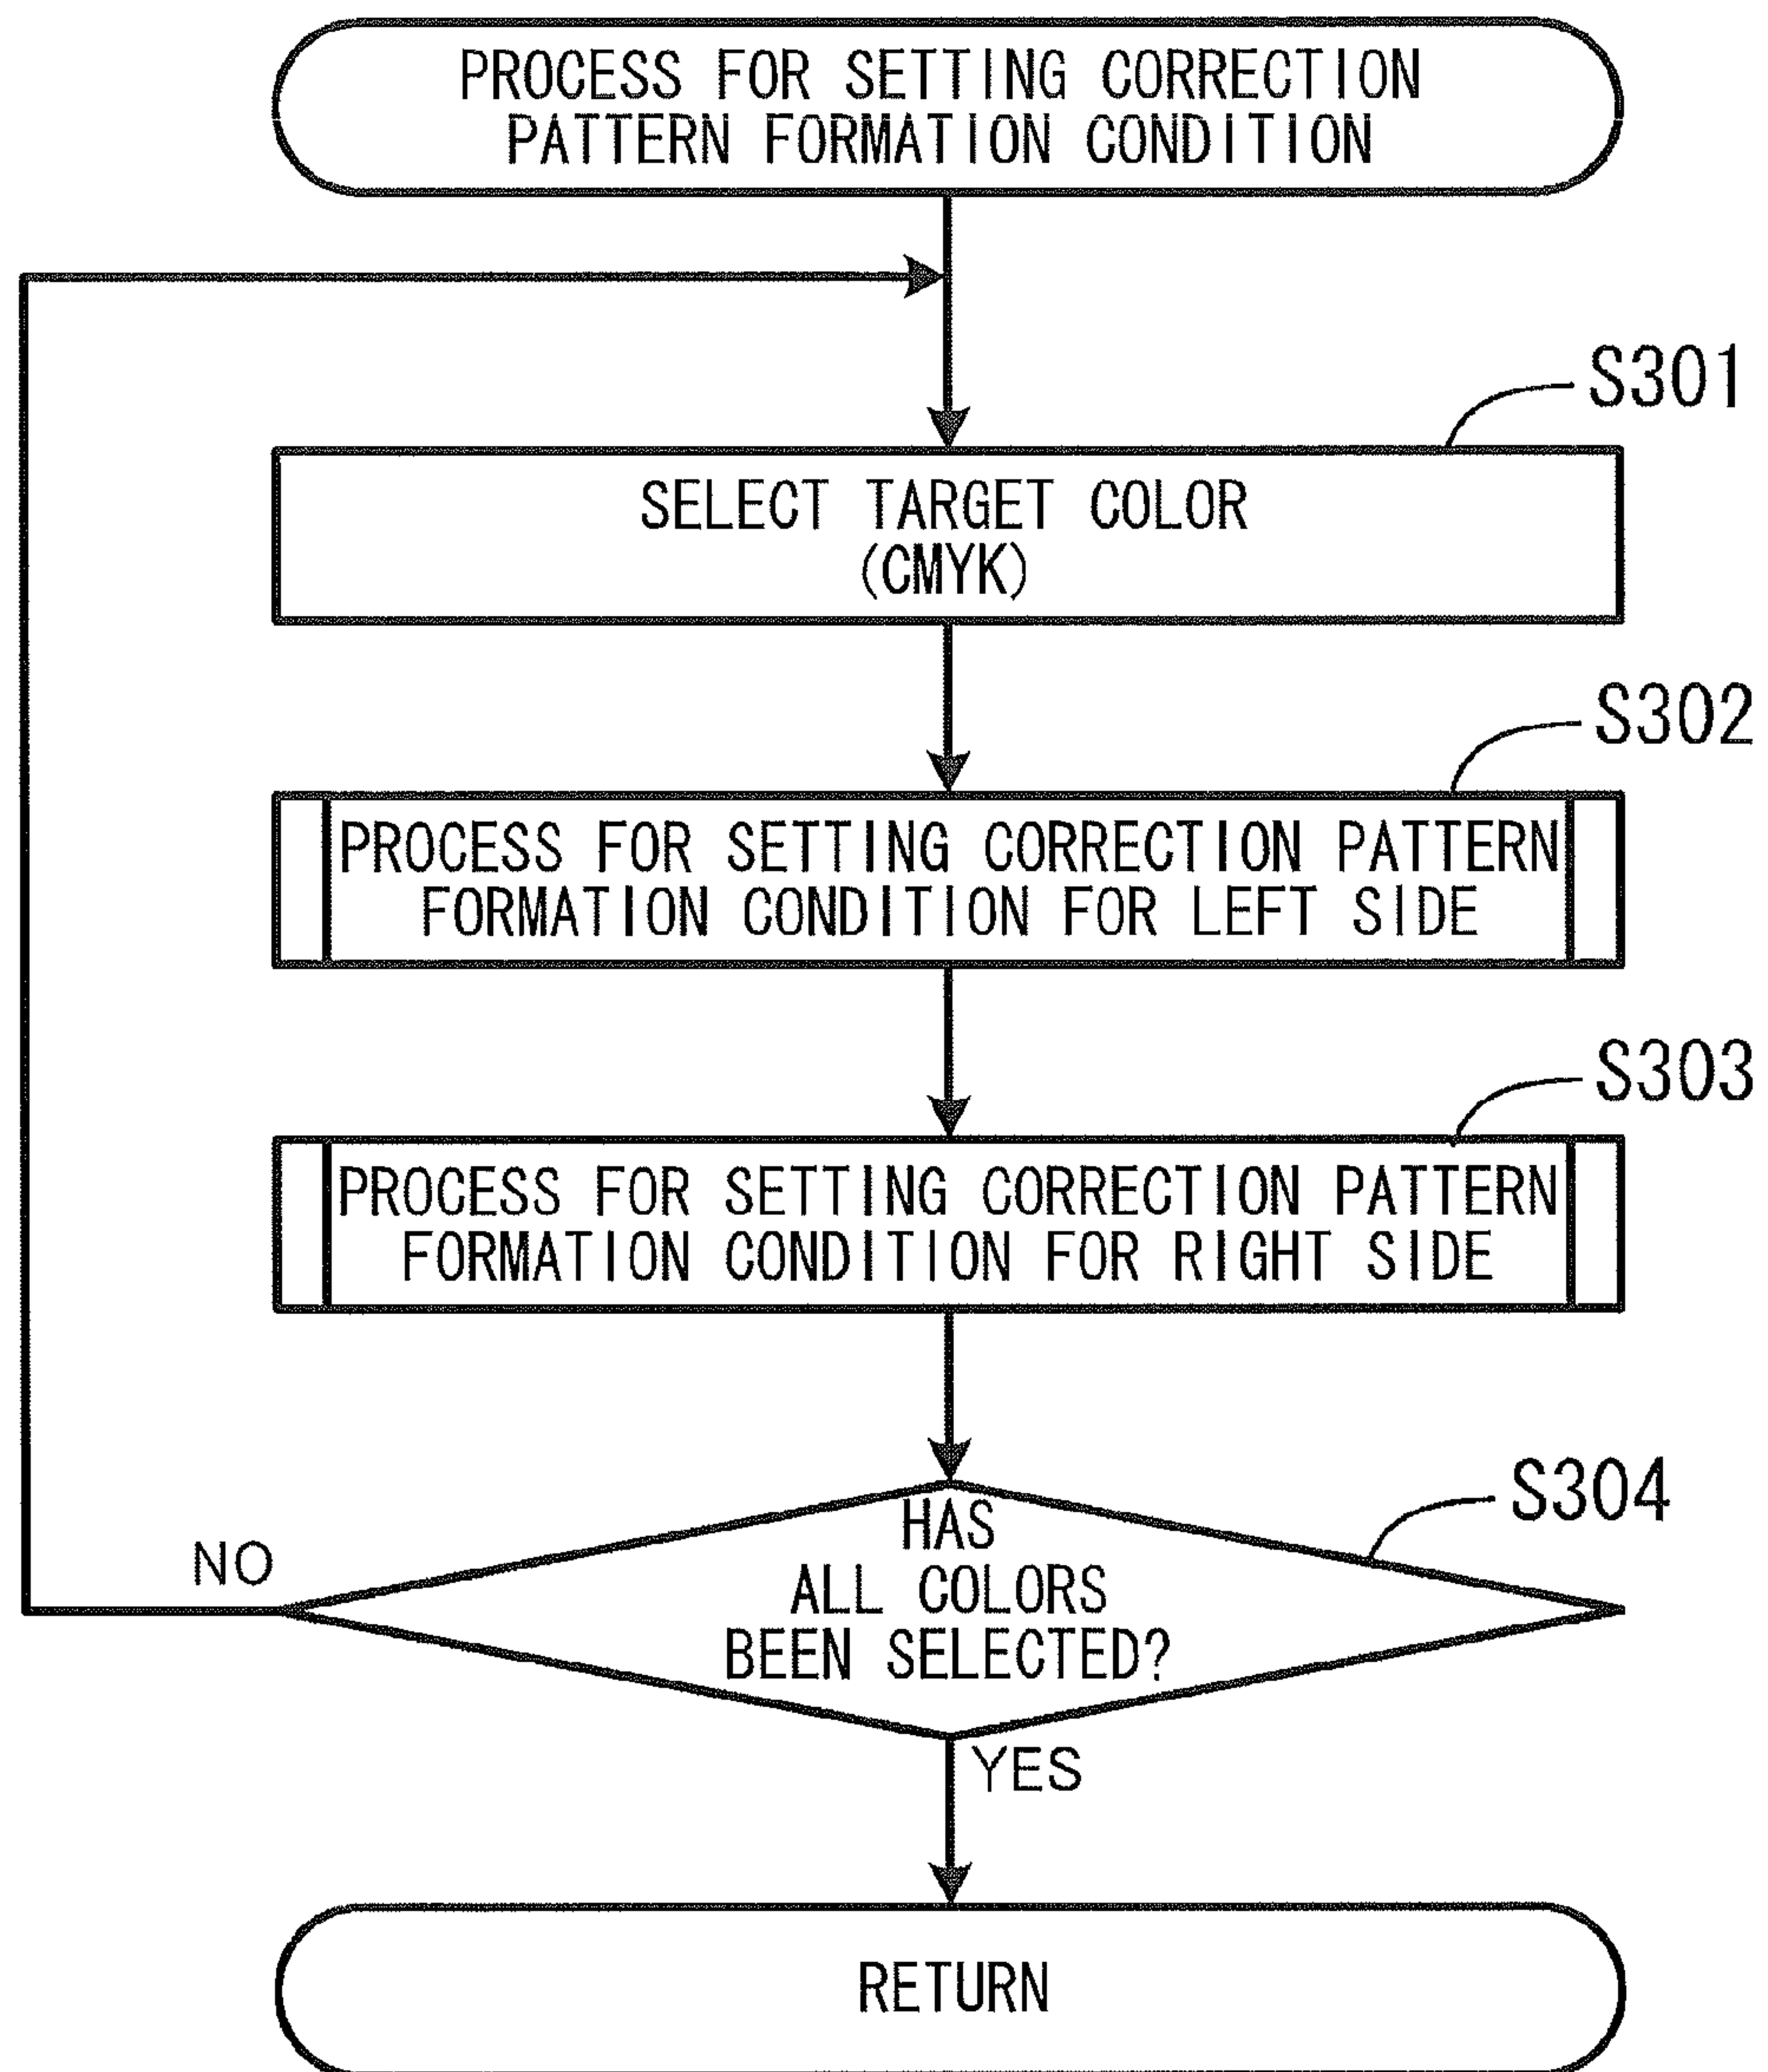 PROCESS FOR SETTING CORRECTION
PATTERN FORMATION CONDITION
S301
SELECT TARGET COLOR
(CMYK)
S302
PROCESS FOR SETTING CORRECTION PATTERN
FORMATION CONDITION FOR LEFT SIDE
S303
PROCESS FOR SETTING CORRECTION PATTERN
FORMATION CONDITION FOR RIGHT SIDE
S304
HAS
ALL COLORS
BEEN SELECTED?
NO
YES
RETURN